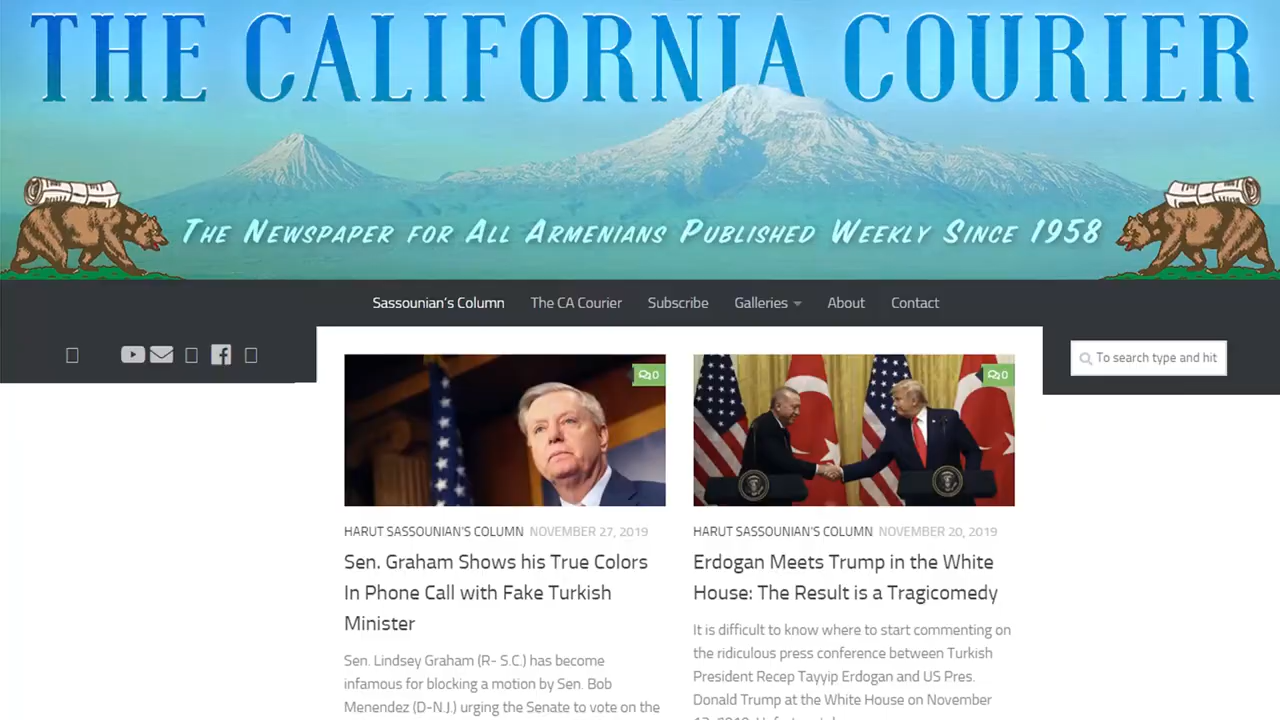 THE CALIFORNIA COURIER
THE NEWSPAPER FOR ALL ARMENIANS PUBLISHED WEEKLY SINCE 1958
Sassounian's Column
The CA Courier
Subscribe
Galleries
About
Contact
To search type and hit
0
0
HARUT SASSOUNIAN'S COLUMN NOVEMBER 27, 2019
Sen. Graham Shows his True Colors
In Phone Call with Fake Turkish
Minister
Sen. Lindsey Graham (R- S.C.) has become
infamous for blocking a motion by Sen. Bob
Menendez (D-N.J.) urging the Senate to vote on the
HARUT SASSOUNIAN'S COLUMN NOVEMBER 20, 2019
Erdogan Meets Trump in the White
House: The Result is a Tragicomedy
It is difficult to know where to start commenting on
the ridiculous press conference between Turkish
President Recep Tayyip Erdogan and US Pres.
Donald Trump at the White House on November